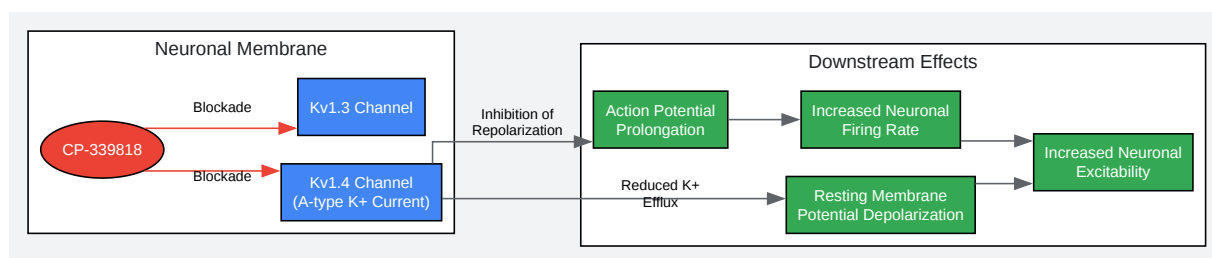 Neuronal Membrane
CP-339818
Blockade
Blockade
Kv1.3 Channel
Kv1.4 Channel
(A-type K+ Current)
Inhibition of
Repolarization
Reduced K+
Efflux
Downstream Effects
Action Potential
Prolongation
Increased Neuronal
Firing Rate
Resting Membrane
Potential Depolarization
Increased Neuronal
Excitability